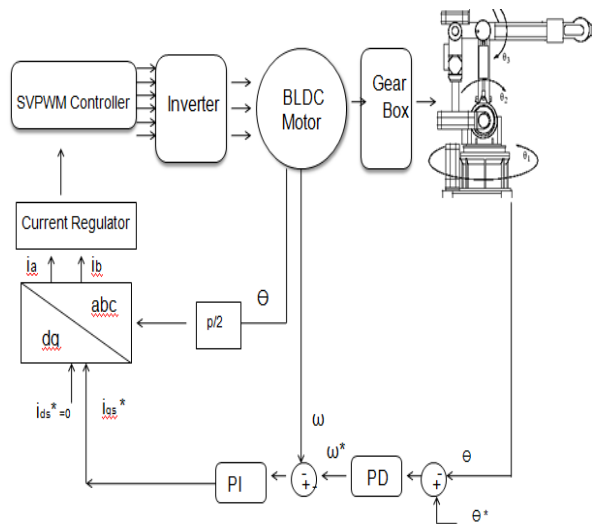 SVPWM Controller
Inverter
BLDC
Motor
Gear
Box
θ3
θ2
θ1
Current Regulator
ia
ib
abc
dq
p/2
Ɵ
ids*=0
iqs*
ω
ω*
Ɵ
PI
-
+-
PD
-
+
Ɵ*